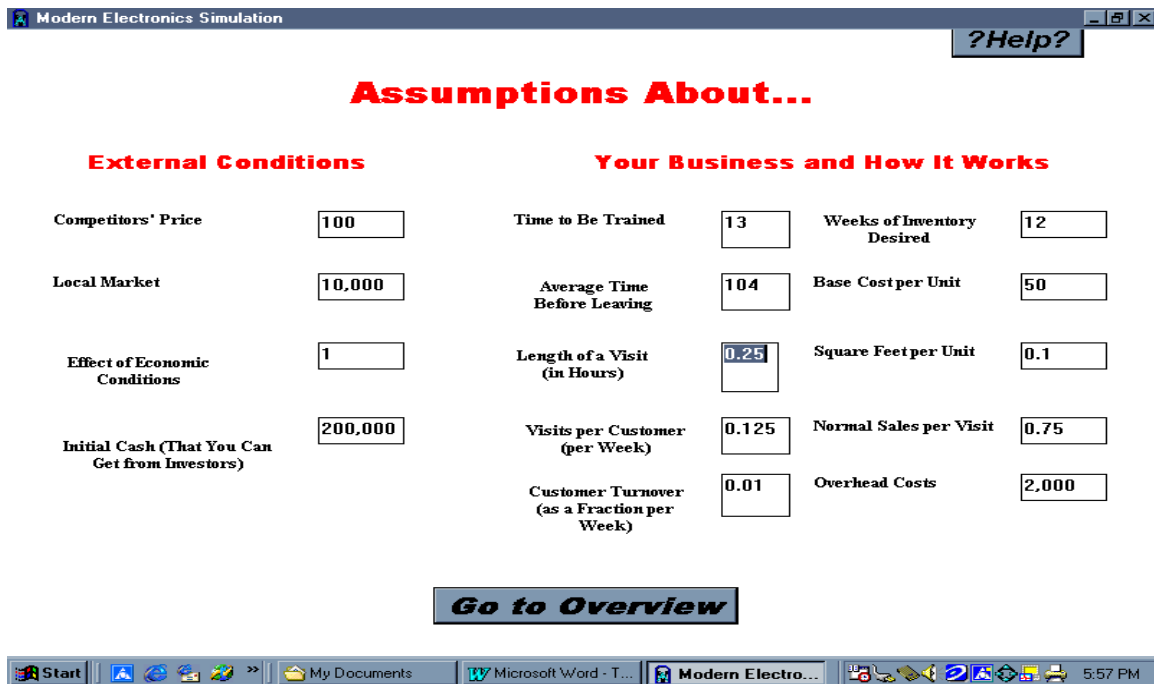 Modern Electronics Simulation
?Help?
Assumptions About...
External Conditions
Your Business and How It Works
Competitors' Price
100
Local Market
10,000
Effect of Economic
Conditions
1
Initial Cash (That You Can
Get from Investors)
200,000
Time to Be Trained
13
Average Time
Before Leaving
104
Length of a Visit
(in Hours)
0.25
Visits per Customer
(per Week)
0.125
Customer Turnover
(as a Fraction per
Week)
0.01
Weeks of Inventory
Desired
12
Base Cost per Unit
50
Square Feet per Unit
0.1
Normal Sales per Visit
0.75
Overhead Costs
2,000
Go to Overview
Start
»
My Documents
Microsoft Word - T...
Modern Electro...
5:57 PM